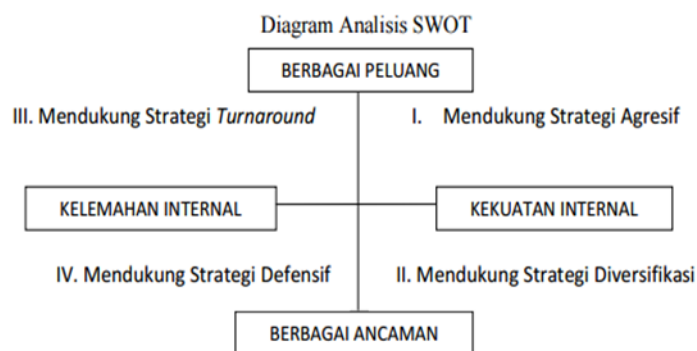 Diagram Analisis SWOT
BERBAGAI PELUANG
III. Mendukung Strategi Turnaround
I. Mendukung Strategi Agresif
KELEMAHAN INTERNAL
KEKUATAN INTERNAL
IV. Mendukung Strategi Defensif
II. Mendukung Strategi Diversifikasi
BERBAGAI ANCAMAN